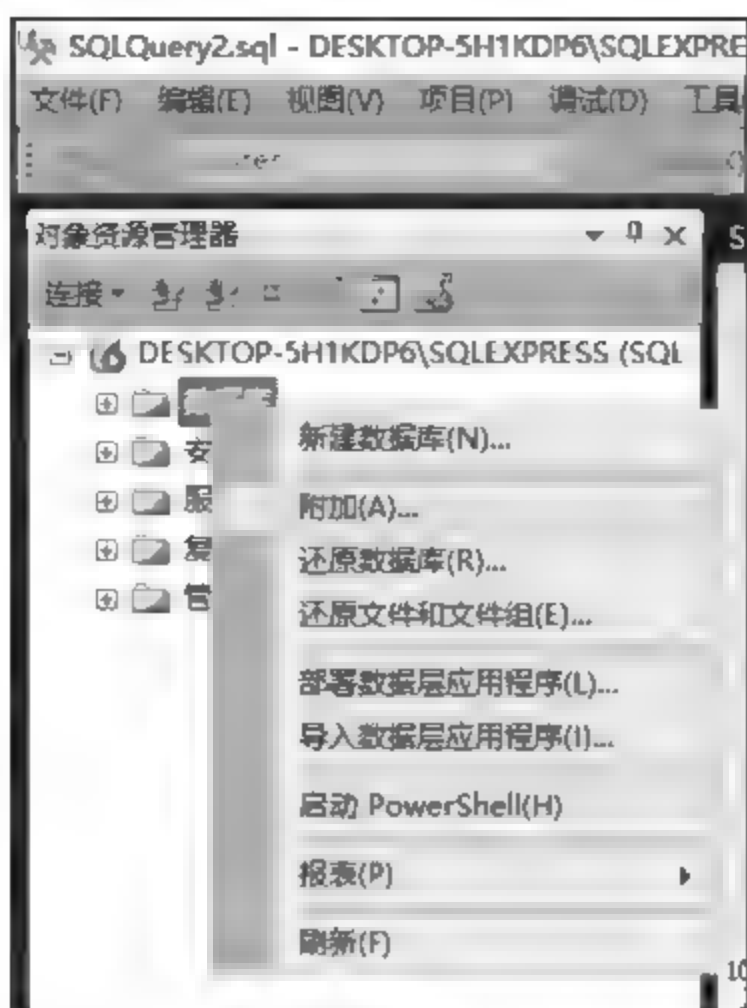 SQLQuery2.sql - DESKTOP-5H1KDP6\SQLEXPRE
文件(F) 编辑(E) 视图(V) 项目(P) 调试(D) 工具
对象资源管理器
连接
DESKTOP-5H1KDP6\SQLEXPRESS (SQL
新建数据库(N)...
安
附加(A)...
服
还原数据库(R)...
复
还原文件和文件组(E)...
管
部署数据层应用程序(L)...
导入数据层应用程序(I)...
启动 PowerShell(H)
报表(P)
刷新(F)
10